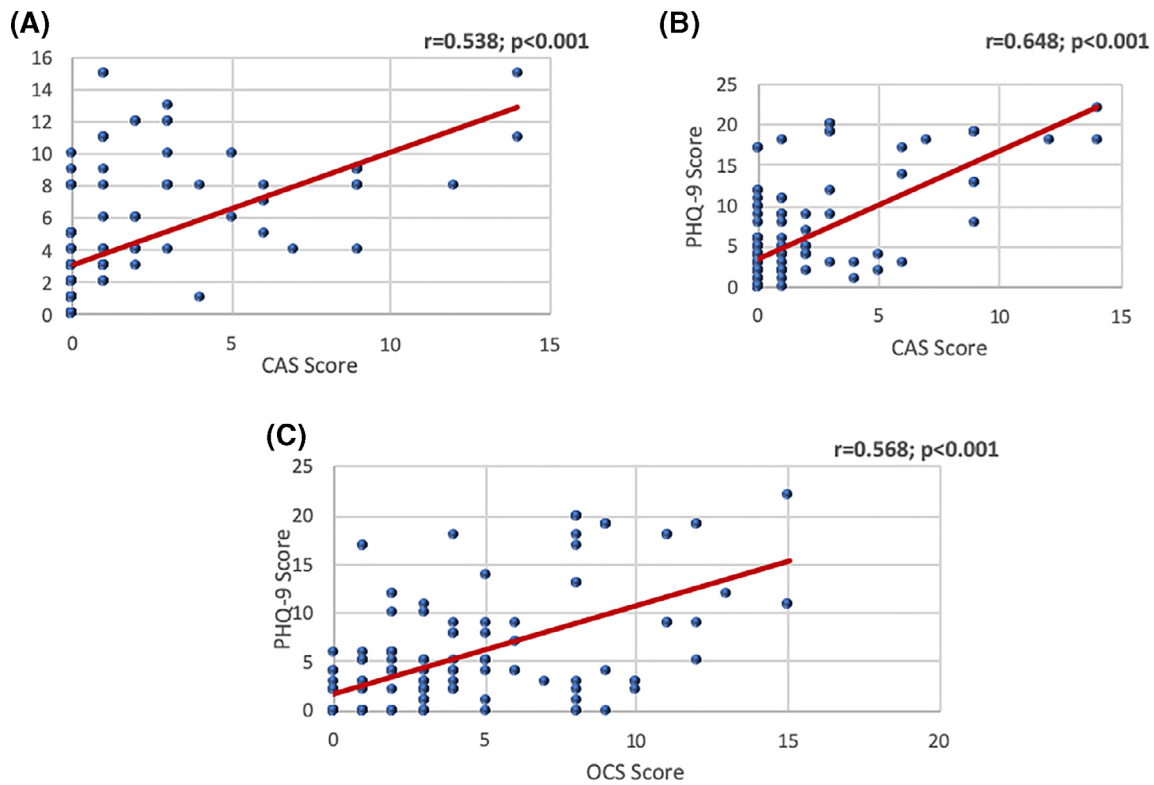 (A)
r=0.538; p<0.001
16
14
12
10
8
6
4
2
0
0 5 10 15
CAS Score
(B)
r=0.648; p<0.001
25
20
15
10
5
0
PHQ-9 Score
0 5 10 15
CAS Score
(C)
r=0.568; p<0.001
25
20
15
10
5
0
PHQ-9 Score
0 5 10 15 20
OCS Score